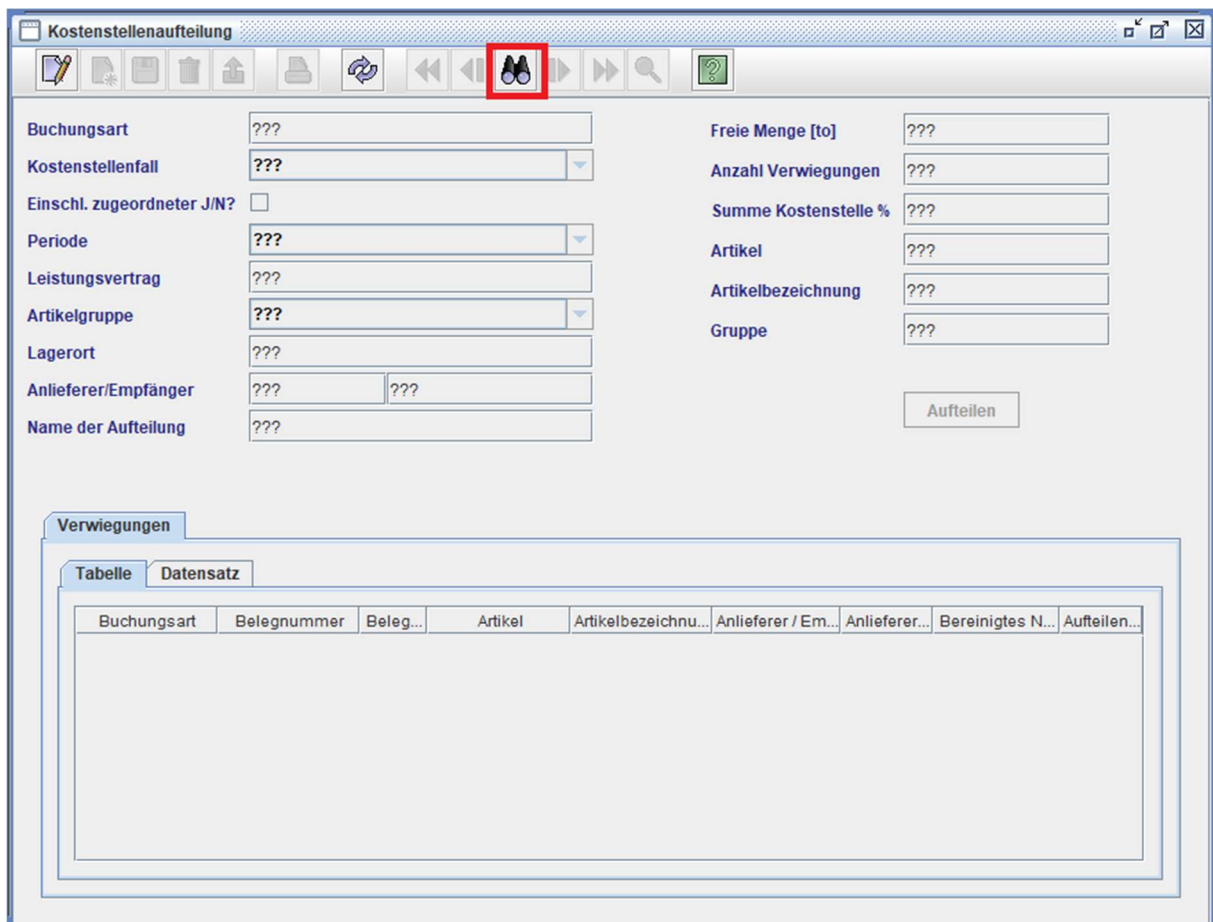 Kostenstellenaufteilung
Buchungsart ???
Kostenstellenfall ???
Einschl. zugeordneter J/N?
Periode ???
Leistungsvertrag ???
Artikelgruppe ???
Lagerort ???
Anlieferer/Empfänger ??? ???
Name der Aufteilung ???
Freie Menge [to] ???
Anzahl Verwiegungen ???
Summe Kostenstelle % ???
Artikel ???
Artikelbezeichnung ???
Gruppe ???
Aufteilen
Verwiegungen
Tabelle Datensatz
Buchungsart Belegnummer Beleg... Artikel Artikelbezeichnu... Anlieferer / Em... Anlieferer... Bereinigtes N... Aufteilen...